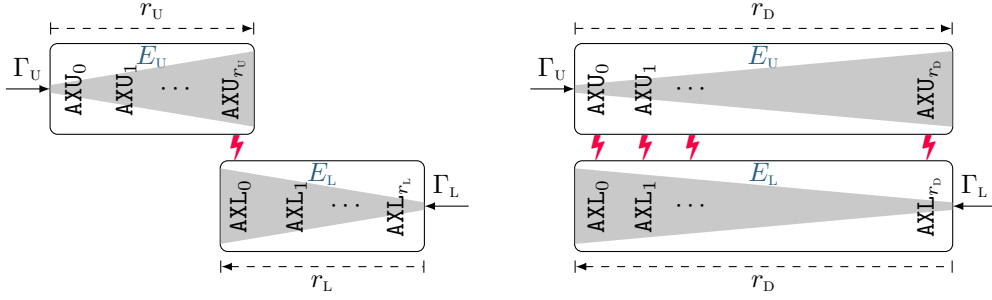 r_U
E_U
Γ_U
AXU_0 AXU_1 ··· AXU_{r_U}
E_L
AXL_0 AXL_1 ··· AXL_{r_L}
Γ_L
r_L
r_D
E_U
Γ_U
AXU_0 AXU_1 ··· AXU_{r_D}
E_L
AXL_0 AXL_1 ··· AXL_{r_D}
Γ_L
r_D